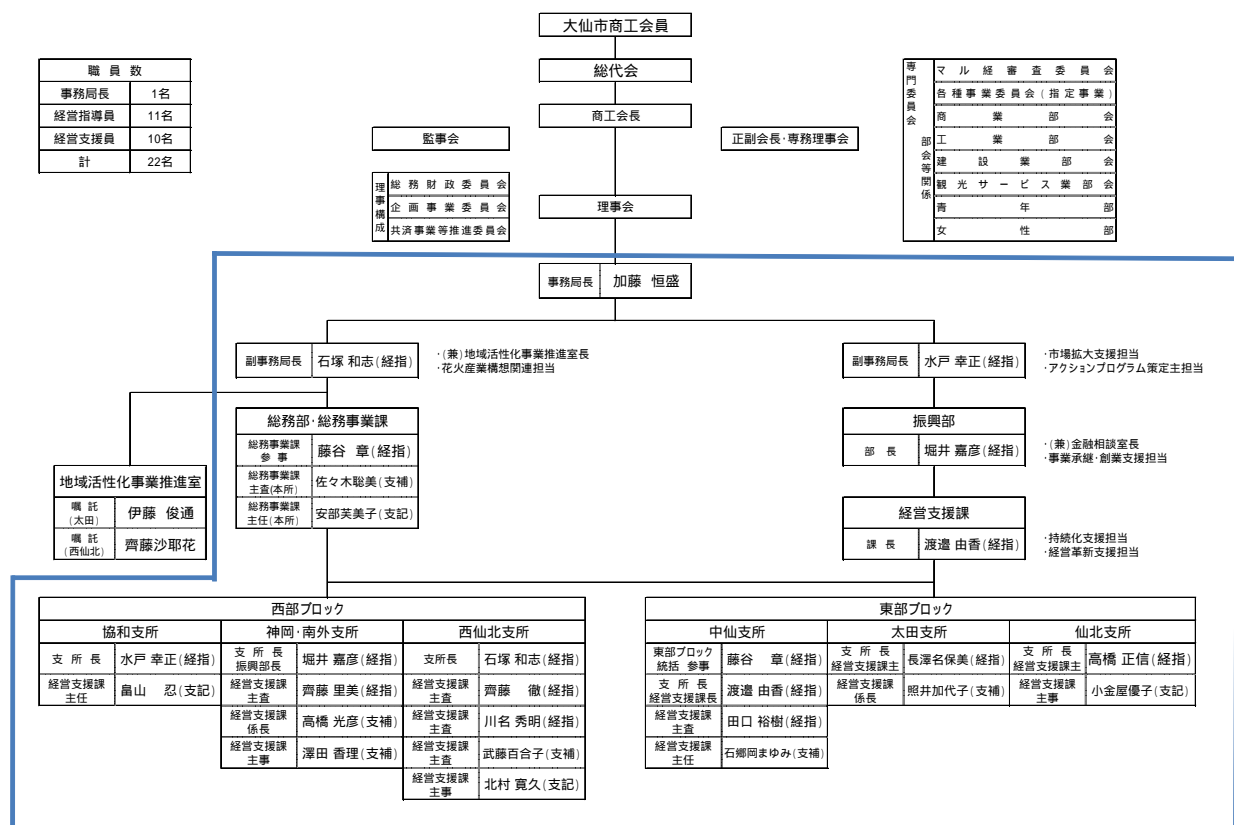 大仙市商工会員
総代会
商工会長
監事会
正副会長・専務理事会
理事会
職員数
事務局長 1名
経営指導員 11名
経営支援員 10名
計 22名
理事構成
総務財政委員会
企画事業委員会
共済事業等推進委員会
専門委員会
マル経審査委員会
各種事業委員会(指定事業)
部会等関係
商業部会
工業部会
建設業部会
観光サービス業部会
青年部
女性部
事務局長 加藤 恒盛
副事務局長 石塚 和志(経指)
・(兼)地域活性化事業推進室長
・花火産業構想関連担当
副事務局長 水戸 幸正(経指)
・市場拡大支援担当
・アクションプログラム策定主担当
総務部・総務事業課
総務事業課 参事 藤谷 章(経指)
総務事業課 主査(本所) 佐々木聡美(支補)
総務事業課 主任(本所) 安部芙美子(支記)
振興部
部長 堀井 嘉彦(経指)
・(兼)金融相談室長
・事業承継・創業支援担当
地域活性化事業推進室
嘱託 (太田) 伊藤 俊通
嘱託 (西仙北) 齊藤沙耶花
経営支援課
課長 渡邉 由香(経指)
・持続化支援担当
・経営革新支援担当
西部ブロック
協和支所
支所長 水戸 幸正(経指)
経営支援課 主任 畠山 忍(支記)
神岡・南外支所
支所長 振興部長 堀井 嘉彦(経指)
経営支援課 主査 齊藤 里美(経指)
経営支援課 係長 高橋 光彦(支補)
経営支援課 主事 澤田 香理(支補)
西仙北支所
支所長 石塚 和志(経指)
経営支援課 主査 齊藤 徹(経指)
経営支援課 主査 川名 秀明(経指)
経営支援課 主査 武藤百合子(支補)
経営支援課 主事 北村 寛久(支記)
東部ブロック
中仙支所
東部ブロック 統括 参事 藤谷 章(経指)
支所長 経営支援課長 渡邉 由香(経指)
経営支援課 主査 田口 裕樹(経指)
経営支援課 主任 石郷岡まゆみ(支補)
太田支所
支所長 経営支援課主 長澤名保美(経指)
経営支援課 係長 照井加代子(支補)
仙北支所
支所長 経営支援課主 高橋 正信(経指)
経営支援課 主事 小金屋優子(支記)